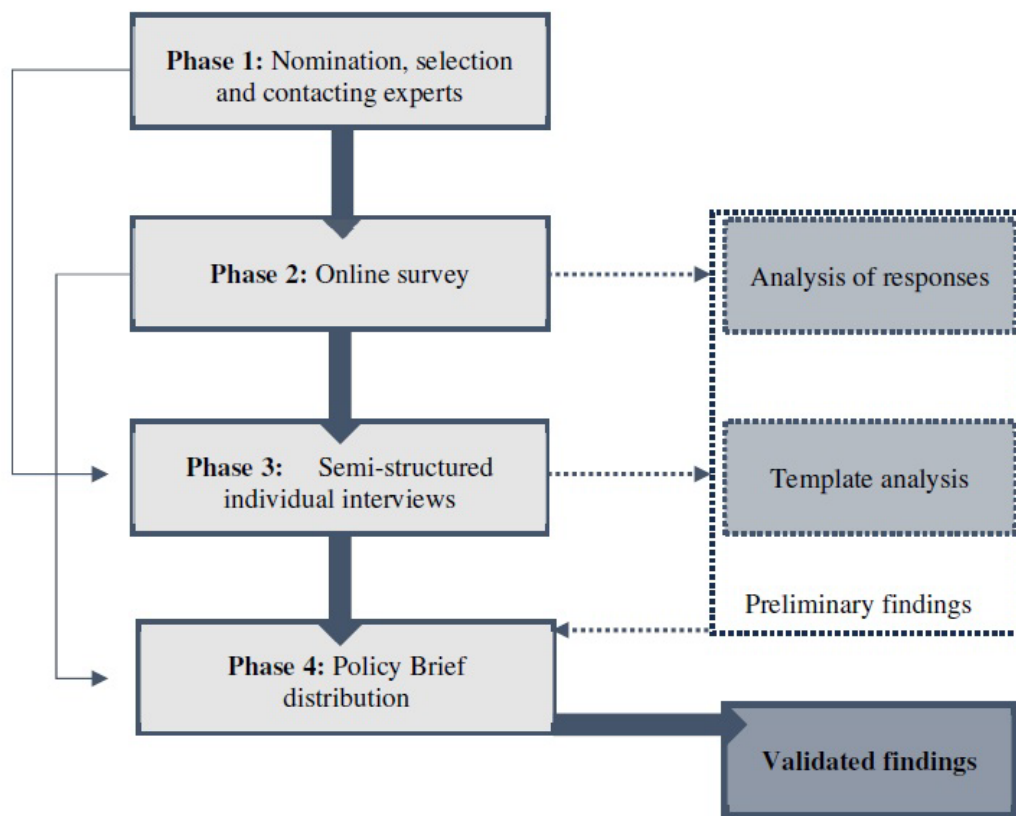 Phase 1: Nomination, selection
and contacting experts
Phase 2: Online survey
Analysis of responses
Phase 3: Semi-structured
individual interviews
Template analysis
Preliminary findings
Phase 4: Policy Brief
distribution
Validated findings